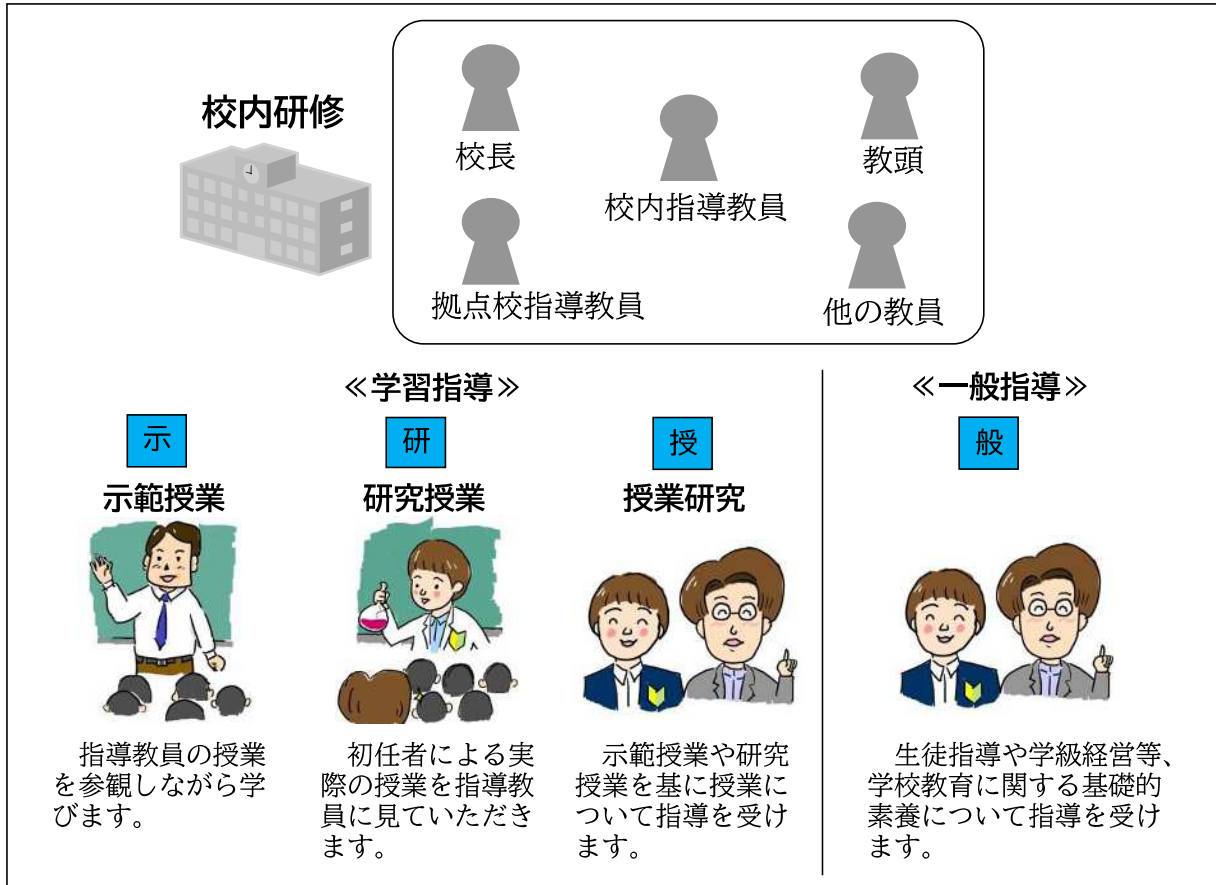 校内研修
校長
教頭
校内指導教員
拠点校指導教員
他の教員
≪学習指導≫
≪一般指導≫
示
研
授
般
示範授業
研究授業
授業研究
指導教員の授業
を参観しながら学
びます。
初任者による実
際の授業を指導教
員に見ていただき
ます。
示範授業や研究
授業を基に授業に
ついて指導を受け
ます。
生徒指導や学級経営等、
学校教育に関する基礎的
素養について指導を受け
ます。